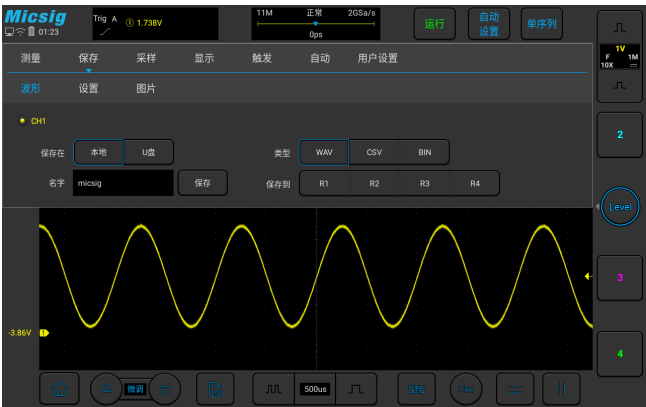 Micsig
01:23
Trig A ① 1.738V
11M 正常 2GSa/s
0ps
运行
自动
设置
单序列
测量 保存 采样 显示 触发 自动 用户设置
波形 设置 图片
CH1
保存在 本地 U盘 类型 WAV CSV BIN
名字 micsig 保存 保存到 R1 R2 R3 R4
1V
F 1M
10X
2
Level
3
4
-3.86V 1
微调 500us 50%